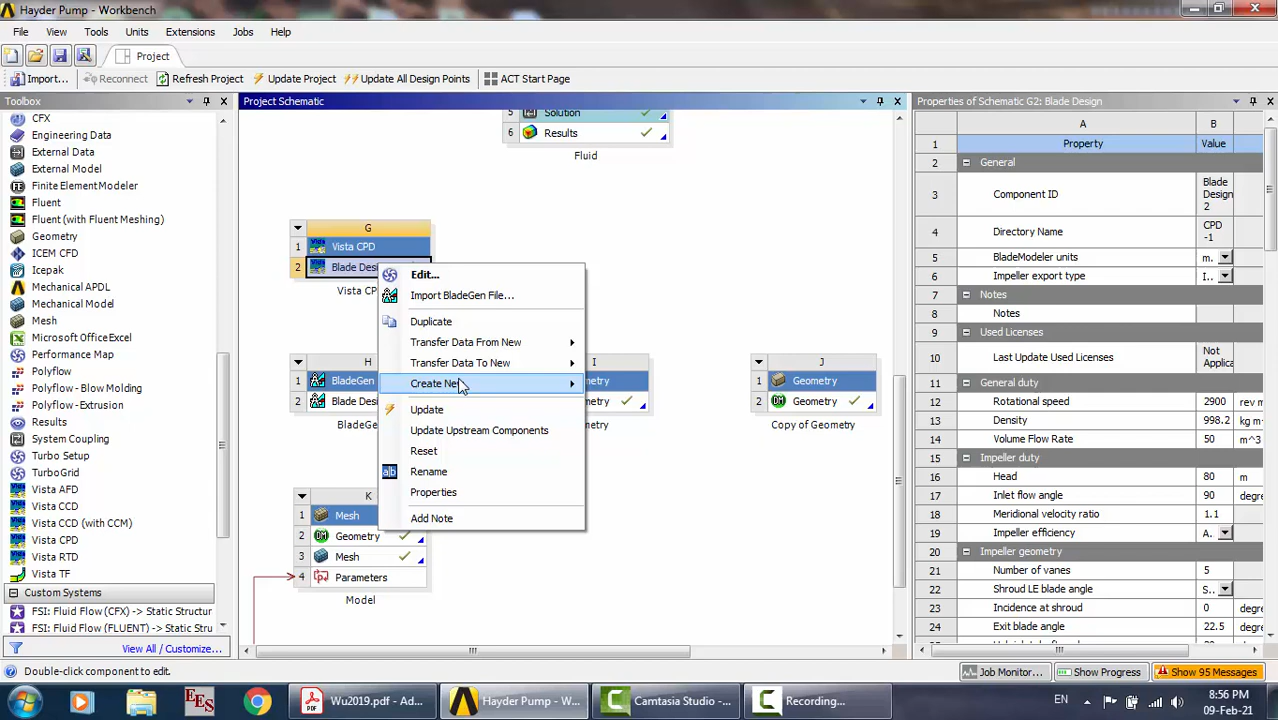 Hayder Pump - Workbench
File View Tools Units Extensions Jobs Help
Project
Import... Reconnect Refresh Project Update Project Update All Design Points ACT Start Page
Toolbox
CFX
Engineering Data
External Data
External Model
Finite Element Modeler
Fluent
Fluent (with Fluent Meshing)
Geometry
ICEM CFD
Icepak
Mechanical APDL
Mechanical Model
Mesh
Microsoft Office Excel
Performance Map
Polyflow
Polyflow - Blow Molding
Polyflow - Extrusion
Results
System Coupling
Turbo Setup
TurboGrid
Vista AFD
Vista CCD
Vista CCD (with CCM)
Vista CPD
Vista RTD
Vista TF
Custom Systems
FSI: Fluid Flow (CFX) -> Static Structur
FSI: Fluid Flow (FLUENT) -> Static Stru
View All / Customize...
Project Schematic
5 Solution
6 Results
Fluid
G
1 Vista CPD
2 Blade Desi
Vista CP
H
1 BladeGen
2 Blade Desi
BladeGe
I
metry
metry
metry
J
1 Geometry
2 Geometry
Copy of Geometry
K
1 Mesh
2 Geometry
3 Mesh
4 Parameters
Model
Edit...
Import BladeGen File...
Duplicate
Transfer Data From New
Transfer Data To New
Create New
Update
Update Upstream Components
Reset
Rename
Properties
Add Note
Properties of Schematic G2: Blade Design
A B
1 Property Value
2 General
3 Component ID Blade Design 2
4 Directory Name CPD -1
5 BladeModeler units m.
6 Impeller export type I..
7 Notes
8 Notes
9 Used Licenses
10 Last Update Used Licenses Not Applicable
11 General duty
12 Rotational speed 2900 rev m
13 Density 998.2 kg m
14 Volume Flow Rate 50 m^3
15 Impeller duty
16 Head 80 m
17 Inlet flow angle 90 degre
18 Meridional velocity ratio 1.1
19 Impeller efficiency A.
20 Impeller geometry
21 Number of vanes 5
22 Shroud LE blade angle S..
23 Incidence at shroud 0 degre
24 Exit blade angle 22.5 degre
Double-click component to edit.
Job Monitor... Show Progress Show 95 Messages
Wu2019.pdf - Ad... Hayder Pump - W... Camtasia Studio -... Recording...
EN 8:56 PM
09-Feb-21